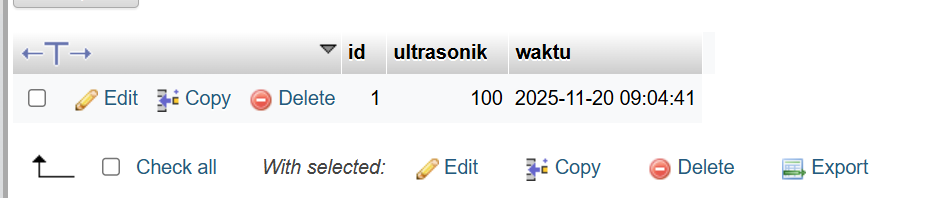 id ultrasonik waktu
Edit Copy Delete 1 100 2025-11-20 09:04:41
Check all With selected: Edit Copy Delete Export